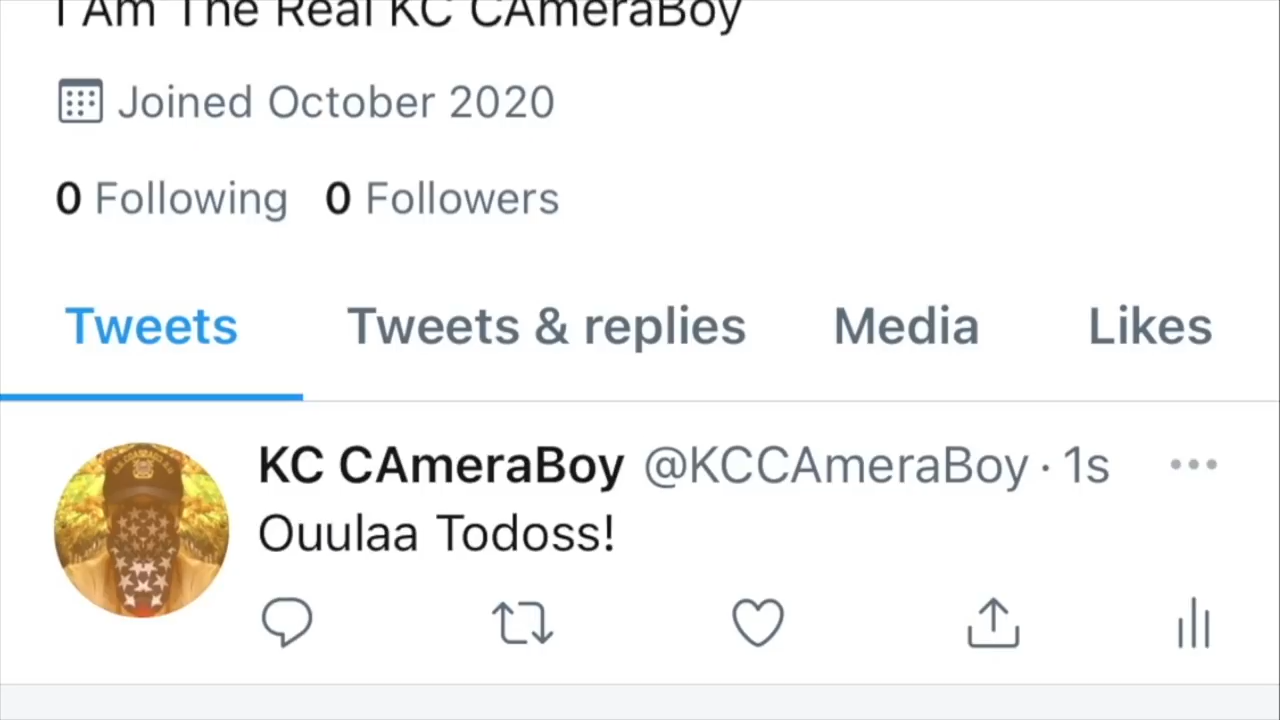 I Am The Real KC CAmeraBoy
Joined October 2020
0 Following 0 Followers
Tweets Tweets & replies Media Likes
KC CAmeraBoy @KCCAmeraBoy · 1s
Ouulaa Todoss!